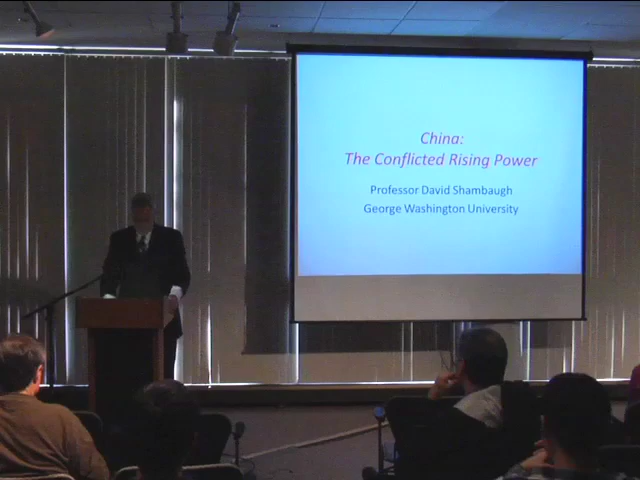 China:
The Conflicted Rising Power
Professor David Shambaugh
George Washington University